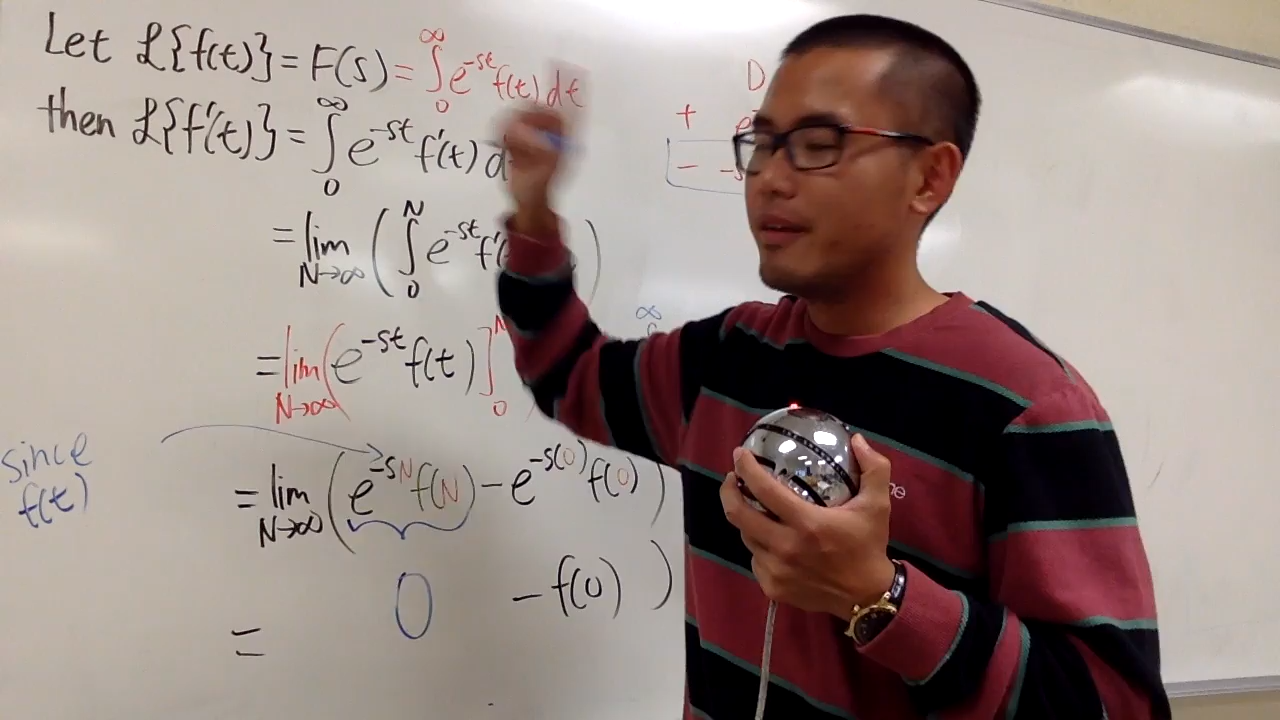 Let ℒ{f(t)} = F(s) = ∫₀^∞ e^{-st} f(t) dt
then ℒ{f'(t)} = ∫₀^∞ e^{-st} f'(t) d
= lim_{N→∞} ( ∫₀^N e^{-st} f'( )
= lim_{N→∞} ( e^{-st} f(t) ]₀^N
since f(t)
= lim_{N→∞} ( e^{-sN} f(N) - e^{-s(0)} f(0) )
0 - f(0) )
=
D
+ e
- -s
∞